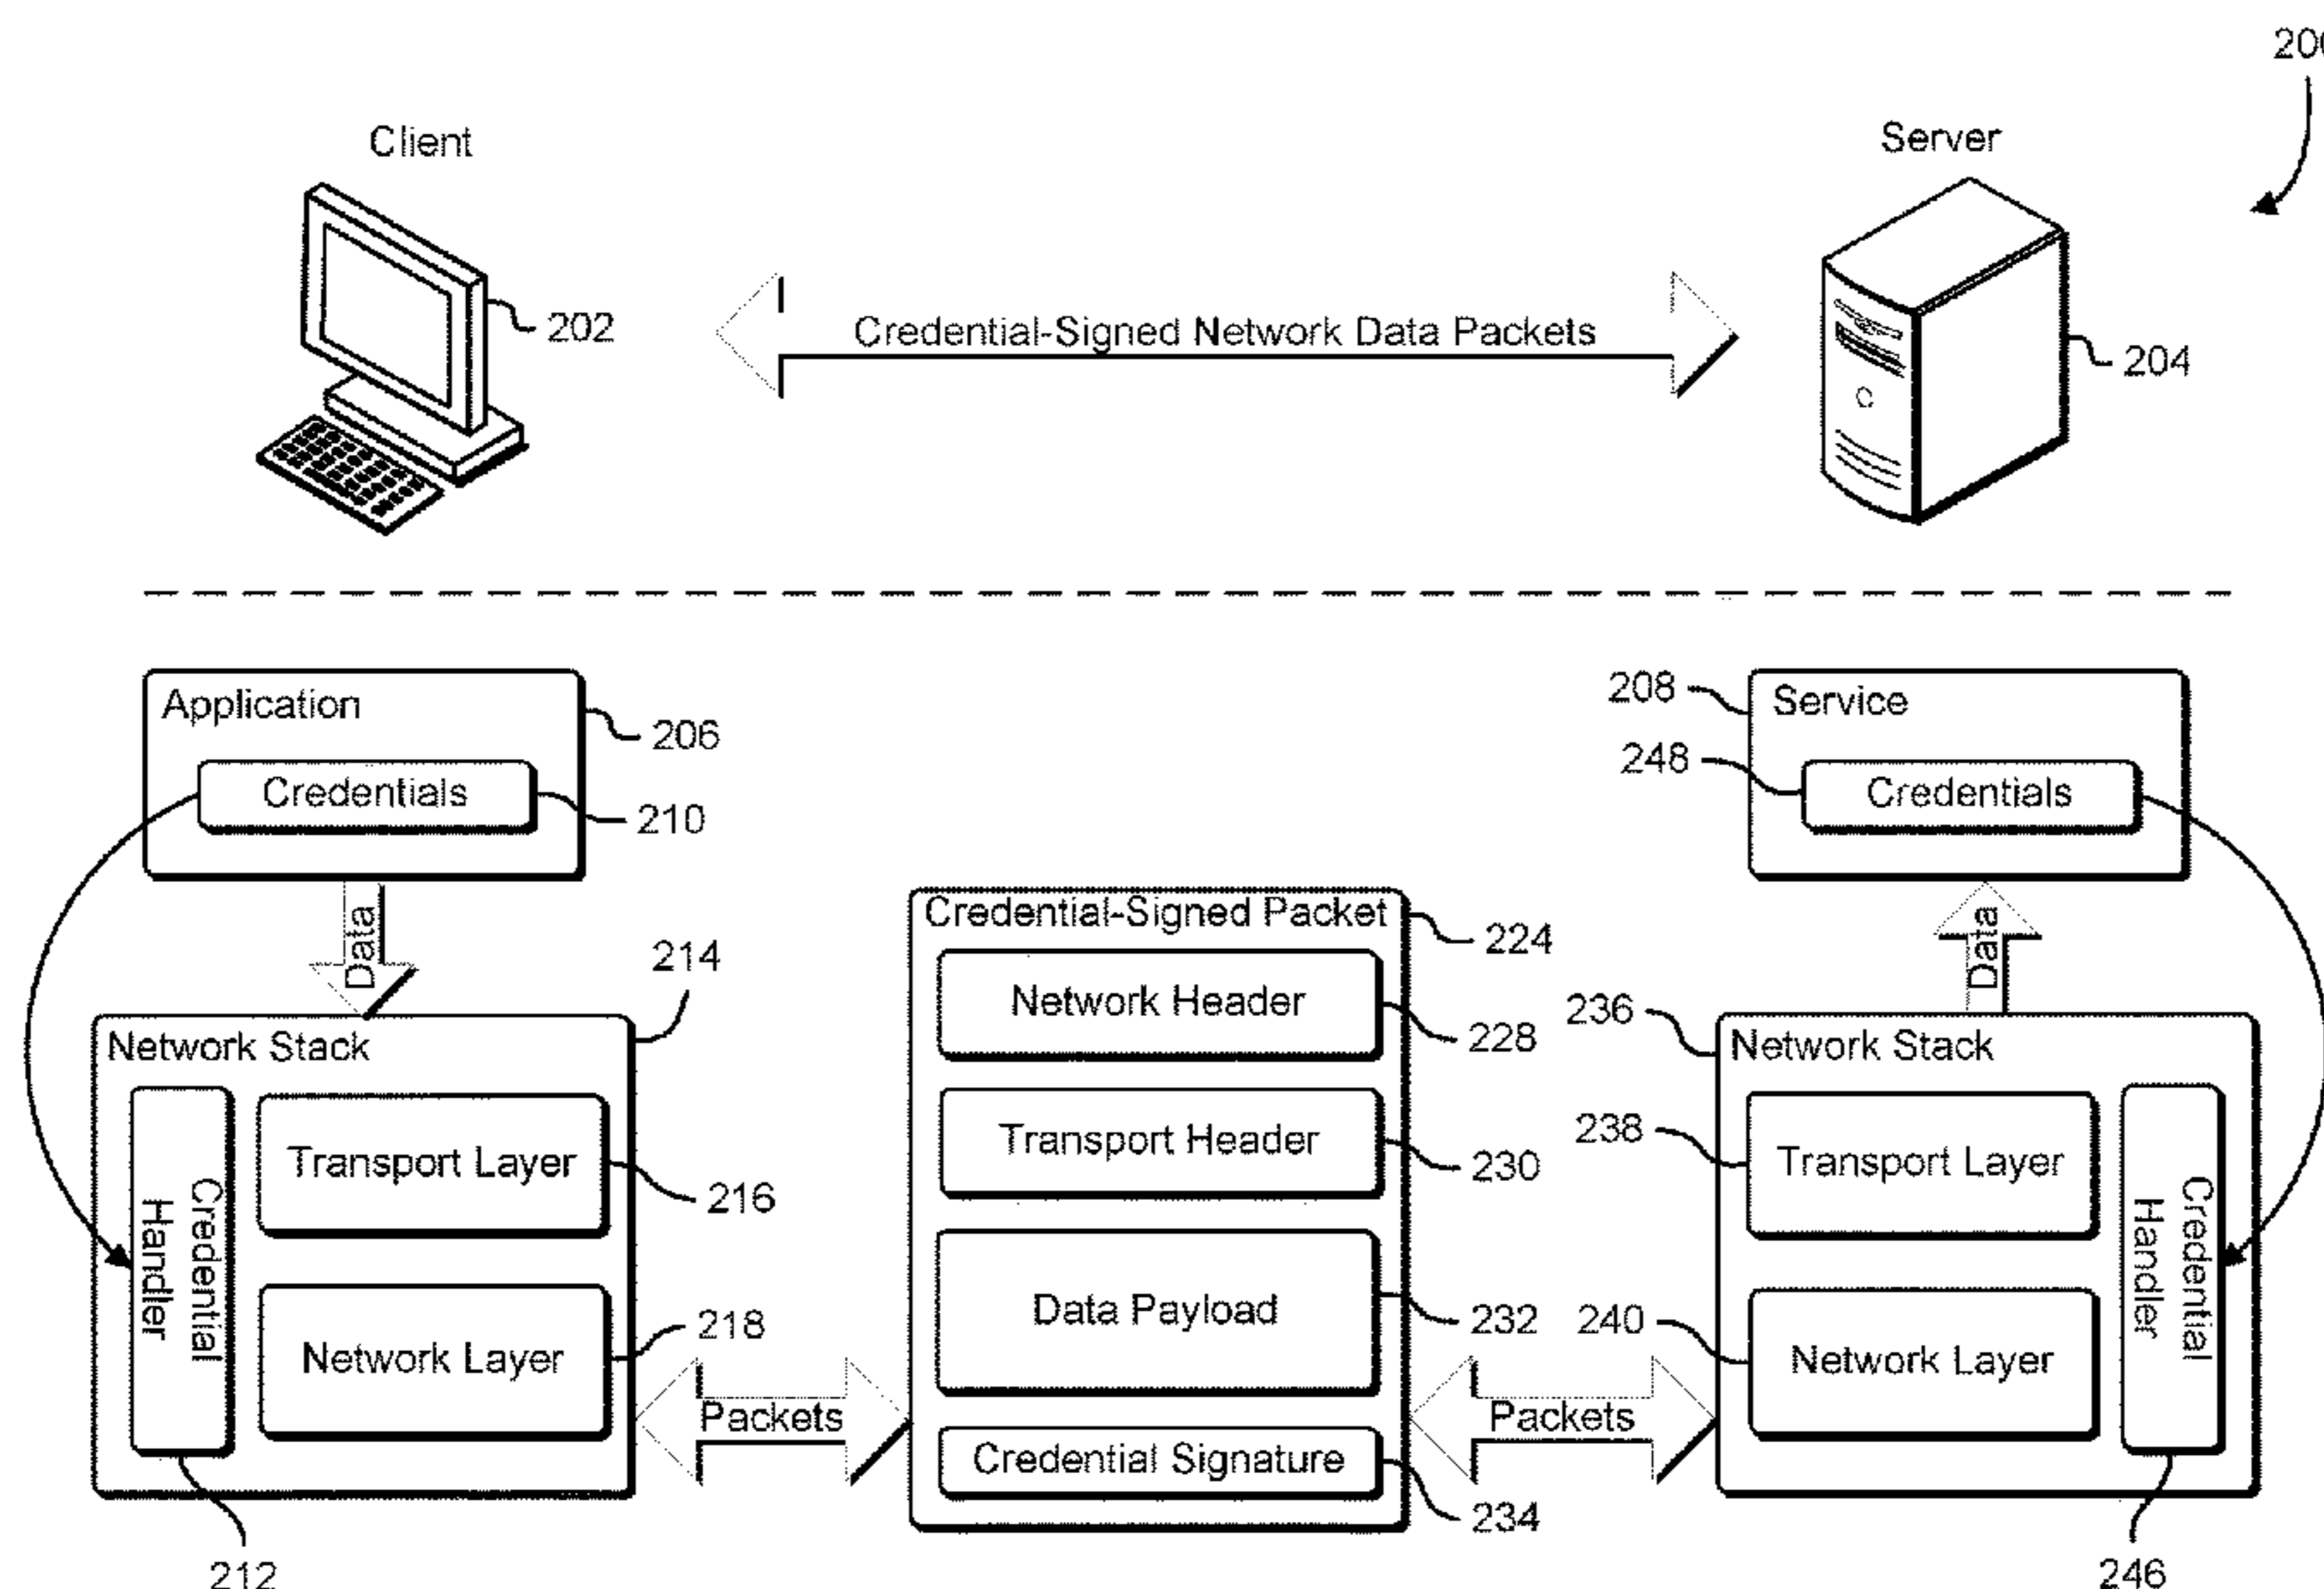 Client
Server
202
Credential-Signed Network Data Packets
204
Application
206
Credentials
210
208
Service
248
Credentials
Data
Data
214
Network Stack
Credential
Handler
Transport Layer
216
Network Layer
218
Credential-Signed Packet
224
Network Header
228
Transport Header
230
Data Payload
232
Credential Signature
234
Packets
Packets
236
Network Stack
238
Transport Layer
240
Network Layer
Credential
Handler
212
246